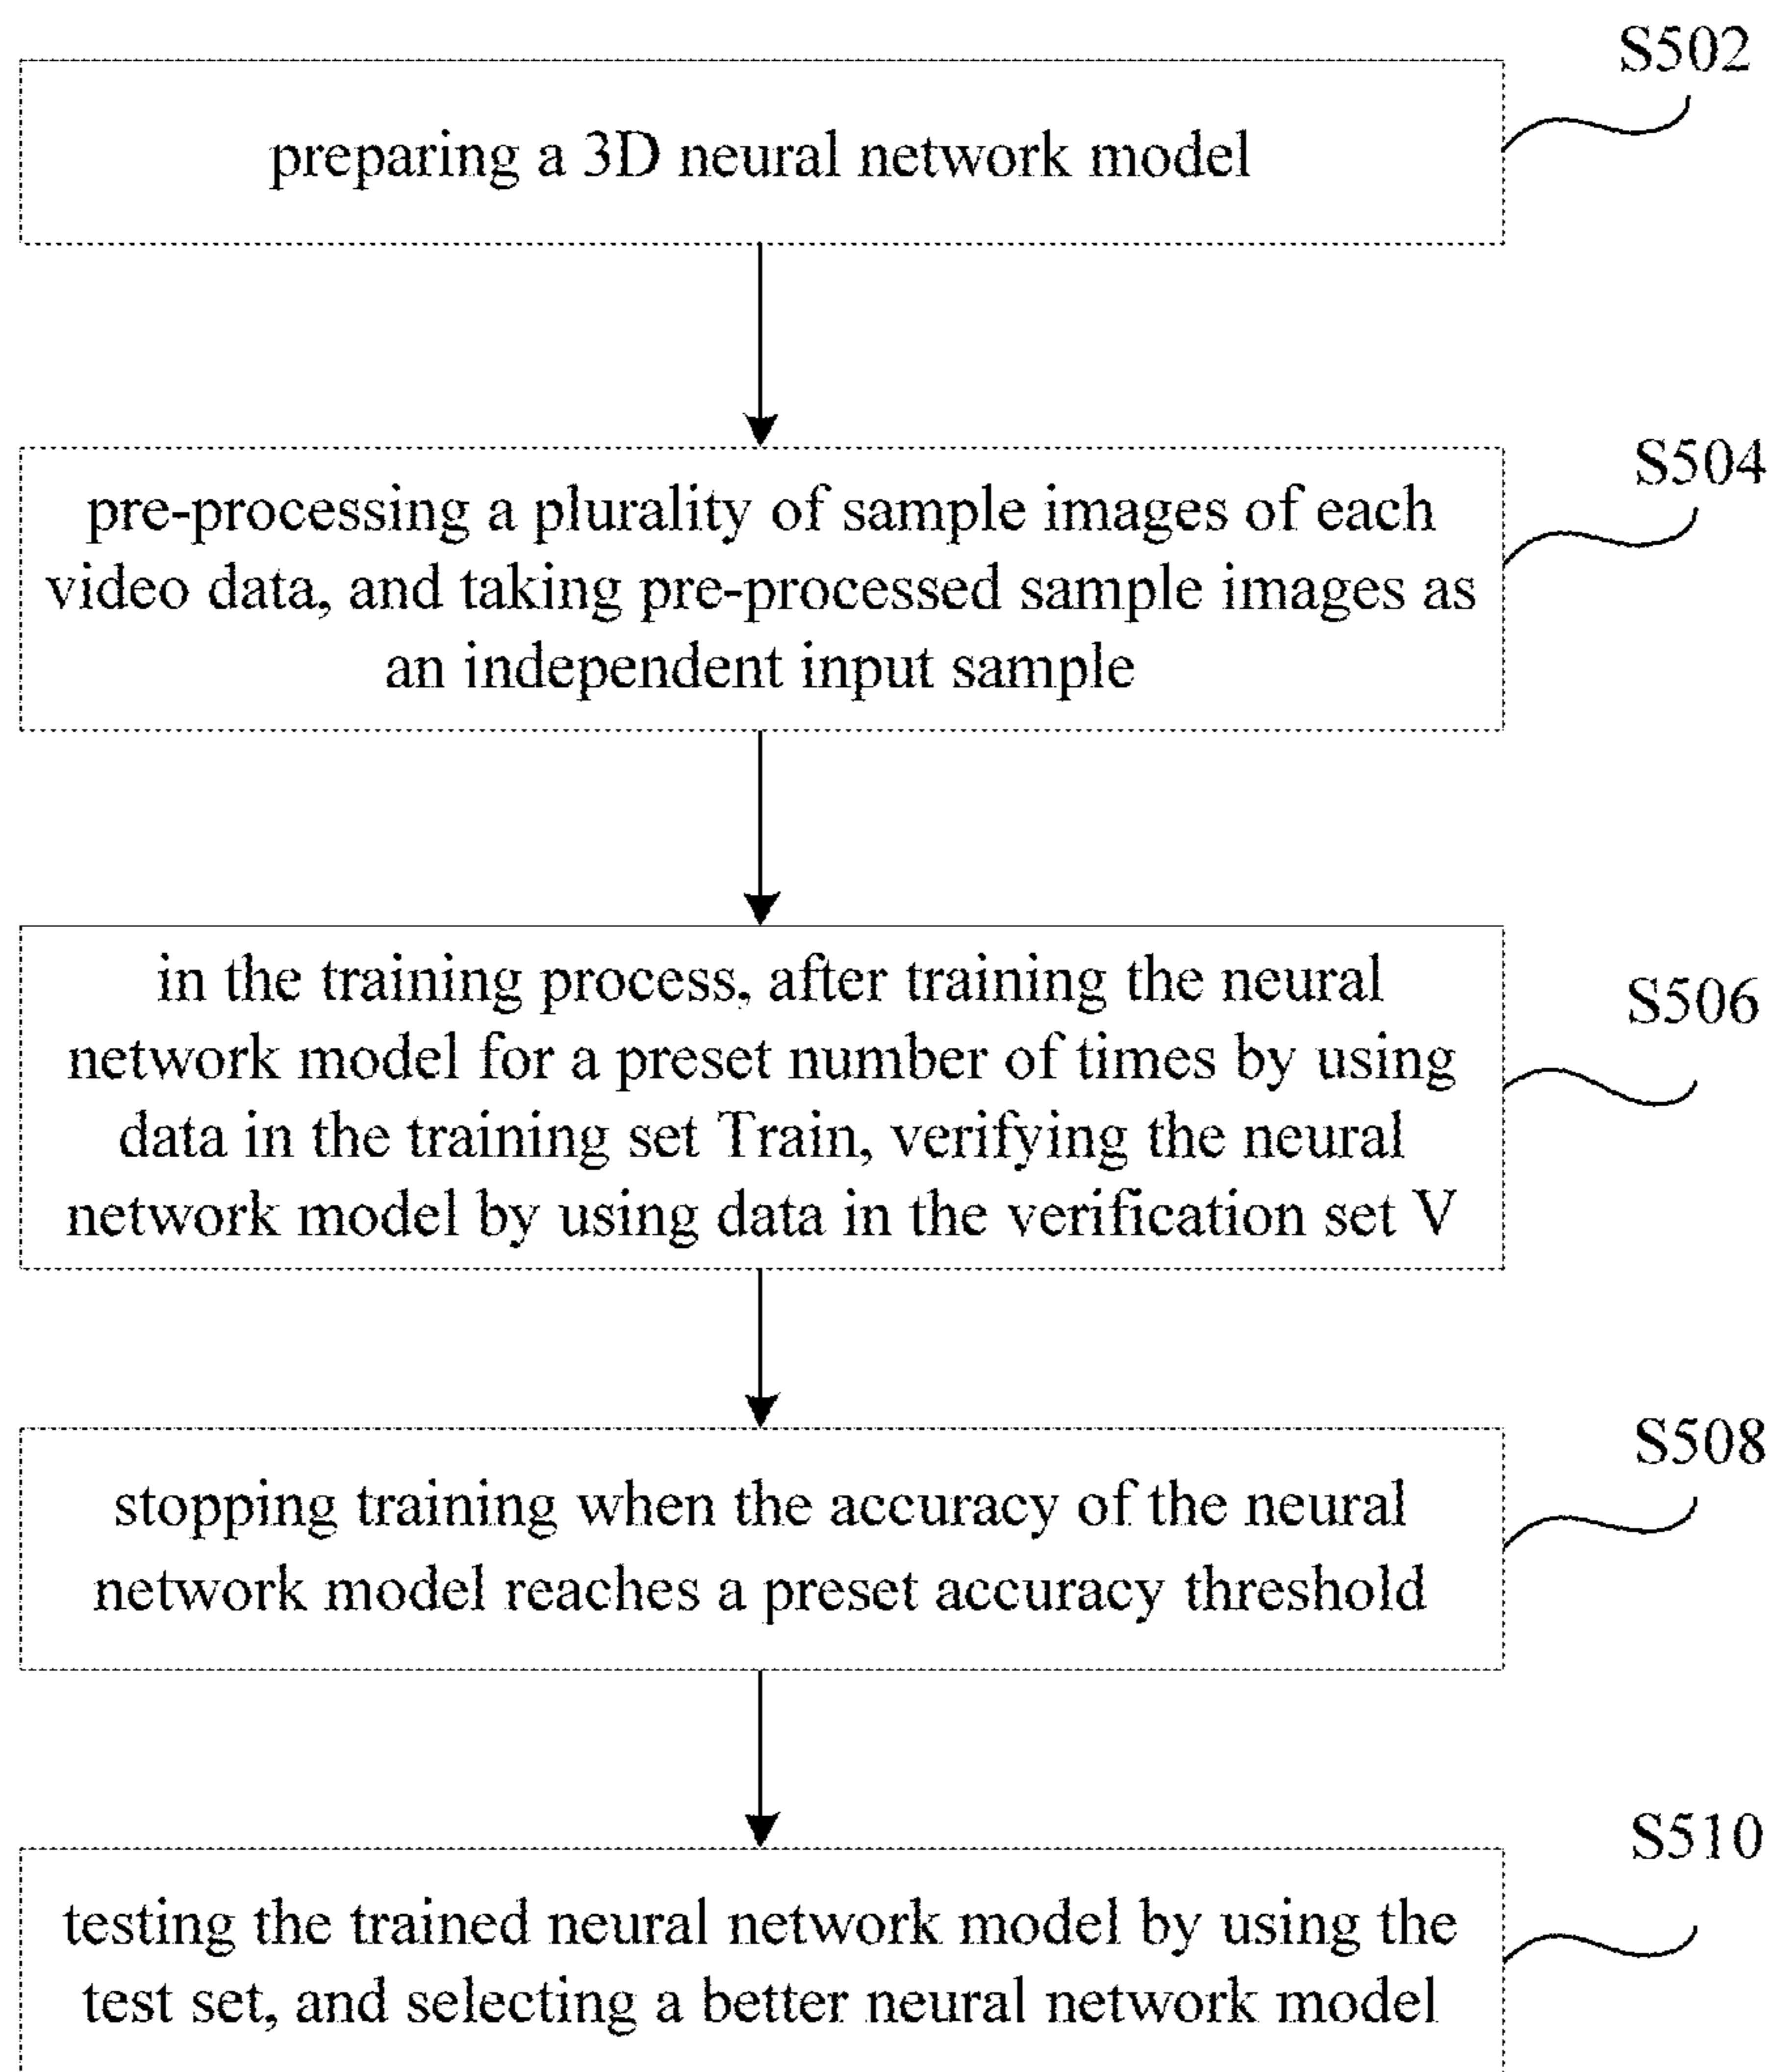 S502
preparing a 3D neural network model
S504
pre-processing a plurality of sample images of each
video data, and taking pre-processed sample images as
an independent input sample
S506
in the training process, after training the neural
network model for a preset number of times by using
data in the training set Train, verifying the neural
network model by using data in the verification set V
S508
stopping training when the accuracy of the neural
network model reaches a preset accuracy threshold
S510
testing the trained neural network model by using the
test set, and selecting a better neural network model